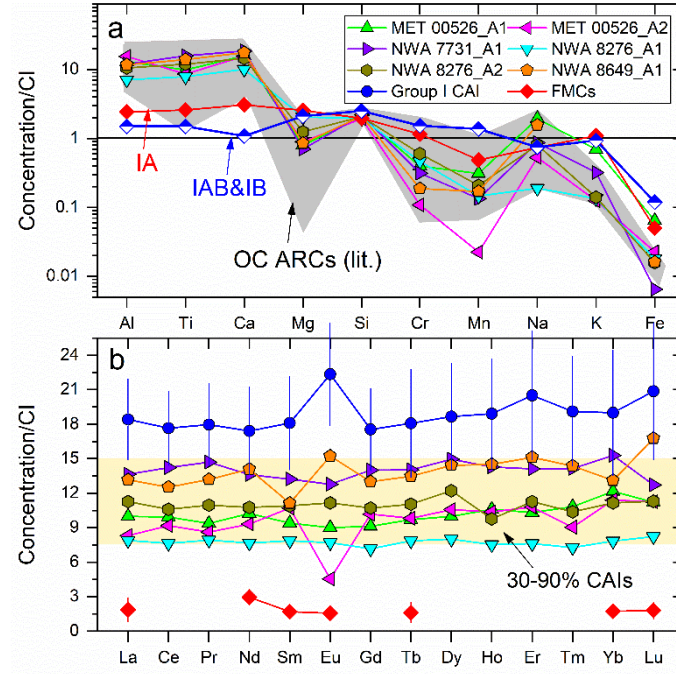 a
MET 00526_A1 MET 00526_A2
NWA 7731_A1 NWA 8276_A1
NWA 8276_A2 NWA 8649_A1
Group I CAI FMCs
Concentration/CI
10
1
0.1
0.01
IA
IAB&IB
OC ARCs (lit.)
Al Ti Ca Mg Si Cr Mn Na K Fe
b
Concentration/CI
24
21
18
15
12
9
6
3
0
30-90% CAIs
La Ce Pr Nd Sm Eu Gd Tb Dy Ho Er Tm Yb Lu